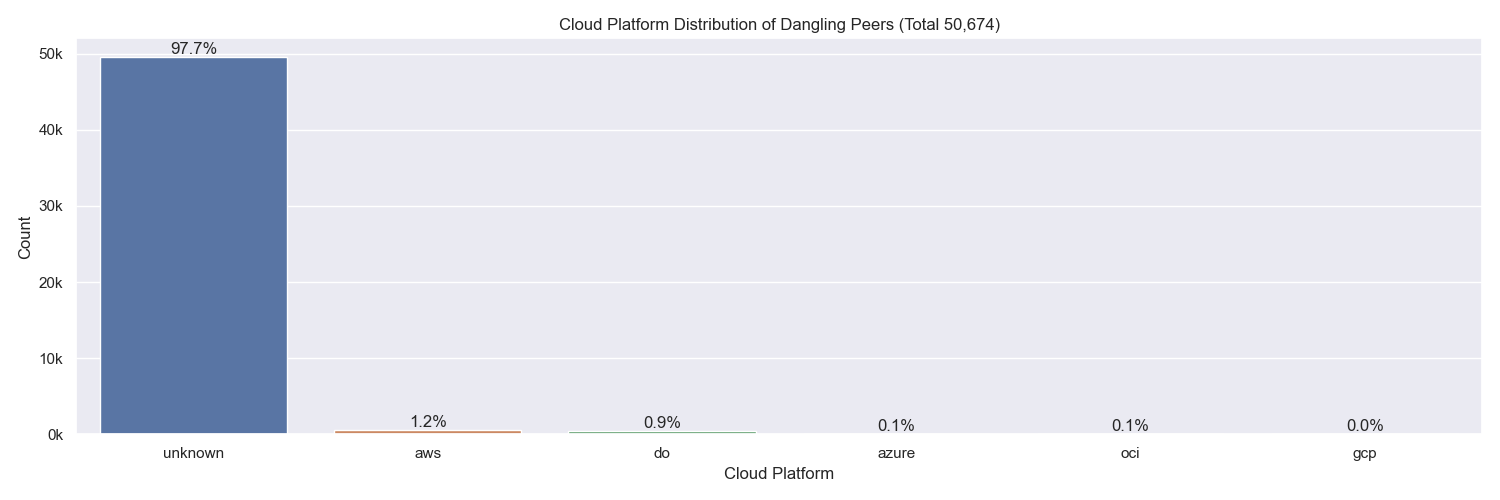 Cloud Platform Distribution of Dangling Peers (Total 50,674)
Count
50k
40k
30k
20k
10k
0k
97.7%
1.2%
0.9%
0.1%
0.1%
0.0%
unknown
aws
do
azure
oci
gcp
Cloud Platform